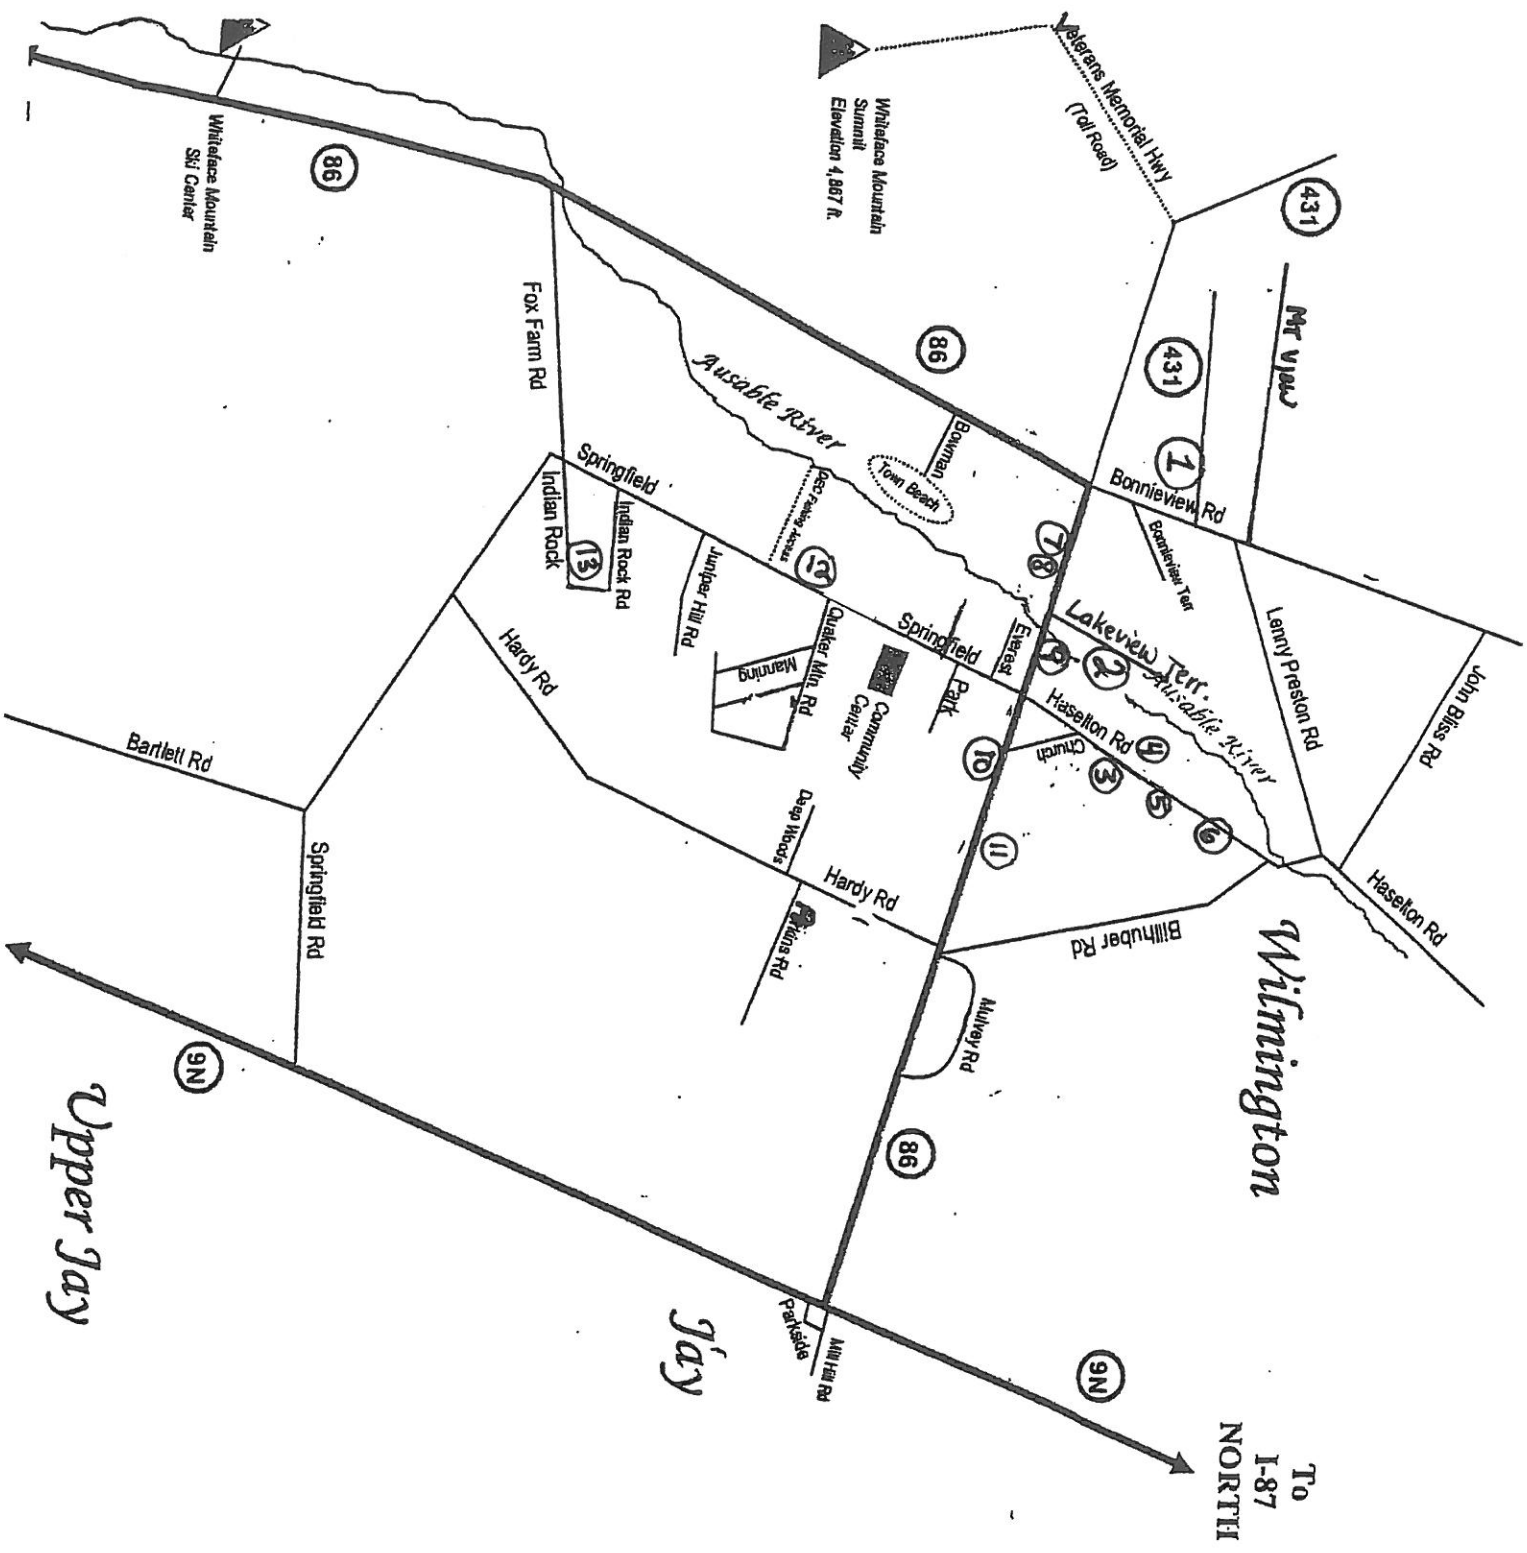 Veterans Memorial Hwy
(Toll Road)
431
Whiteface Mountain
Summit
Elevation 4,867 ft.
Whiteface Mountain
Ski Center
86
Mt View
431
1
Bonnieview Rd
Bonnieview Terr
86
Bowman
Town Beach
Ausable River
Fox Farm Rd
Springfield
Indian Rock
Indian Rock Rd
13
DEC Fishing Access
12
Juniper Hill Rd
Quaker Mtn. Rd
Manning
Springfield
Everest
Park
Community
Center
7
8
9
Lakeview Terr.
2
Ausable River
Lenny Preston Rd
John Bliss Rd
Haselton Rd
4
3
5
6
Church
10
11
Haselton Rd
Hardy Rd
Deep Woods
Hardy Rd
Billhuber Rd
Mulvey Rd
Bartlett Rd
Springfield Rd
9N
86
Wilmington
Upper Jay
Jay
Parkside
Mill Hill Rd
9N
To
I-87
NORTH